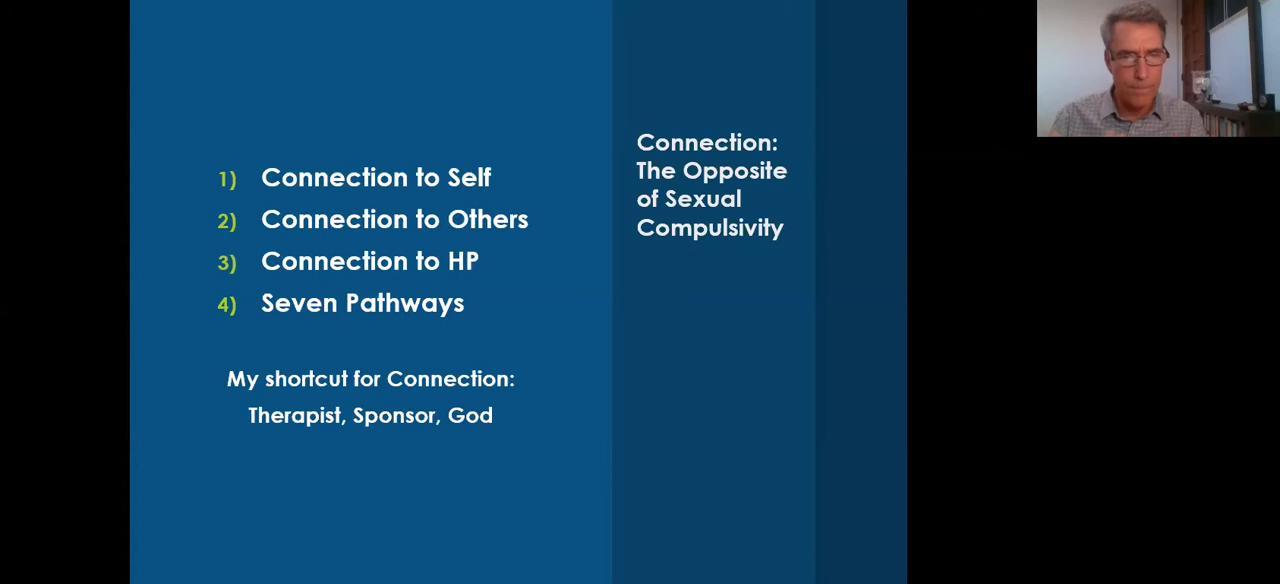 1) Connection to Self
2) Connection to Others
3) Connection to HP
4) Seven Pathways
My shortcut for Connection:
Therapist, Sponsor, God
Connection:
The Opposite
of Sexual
Compulsivity